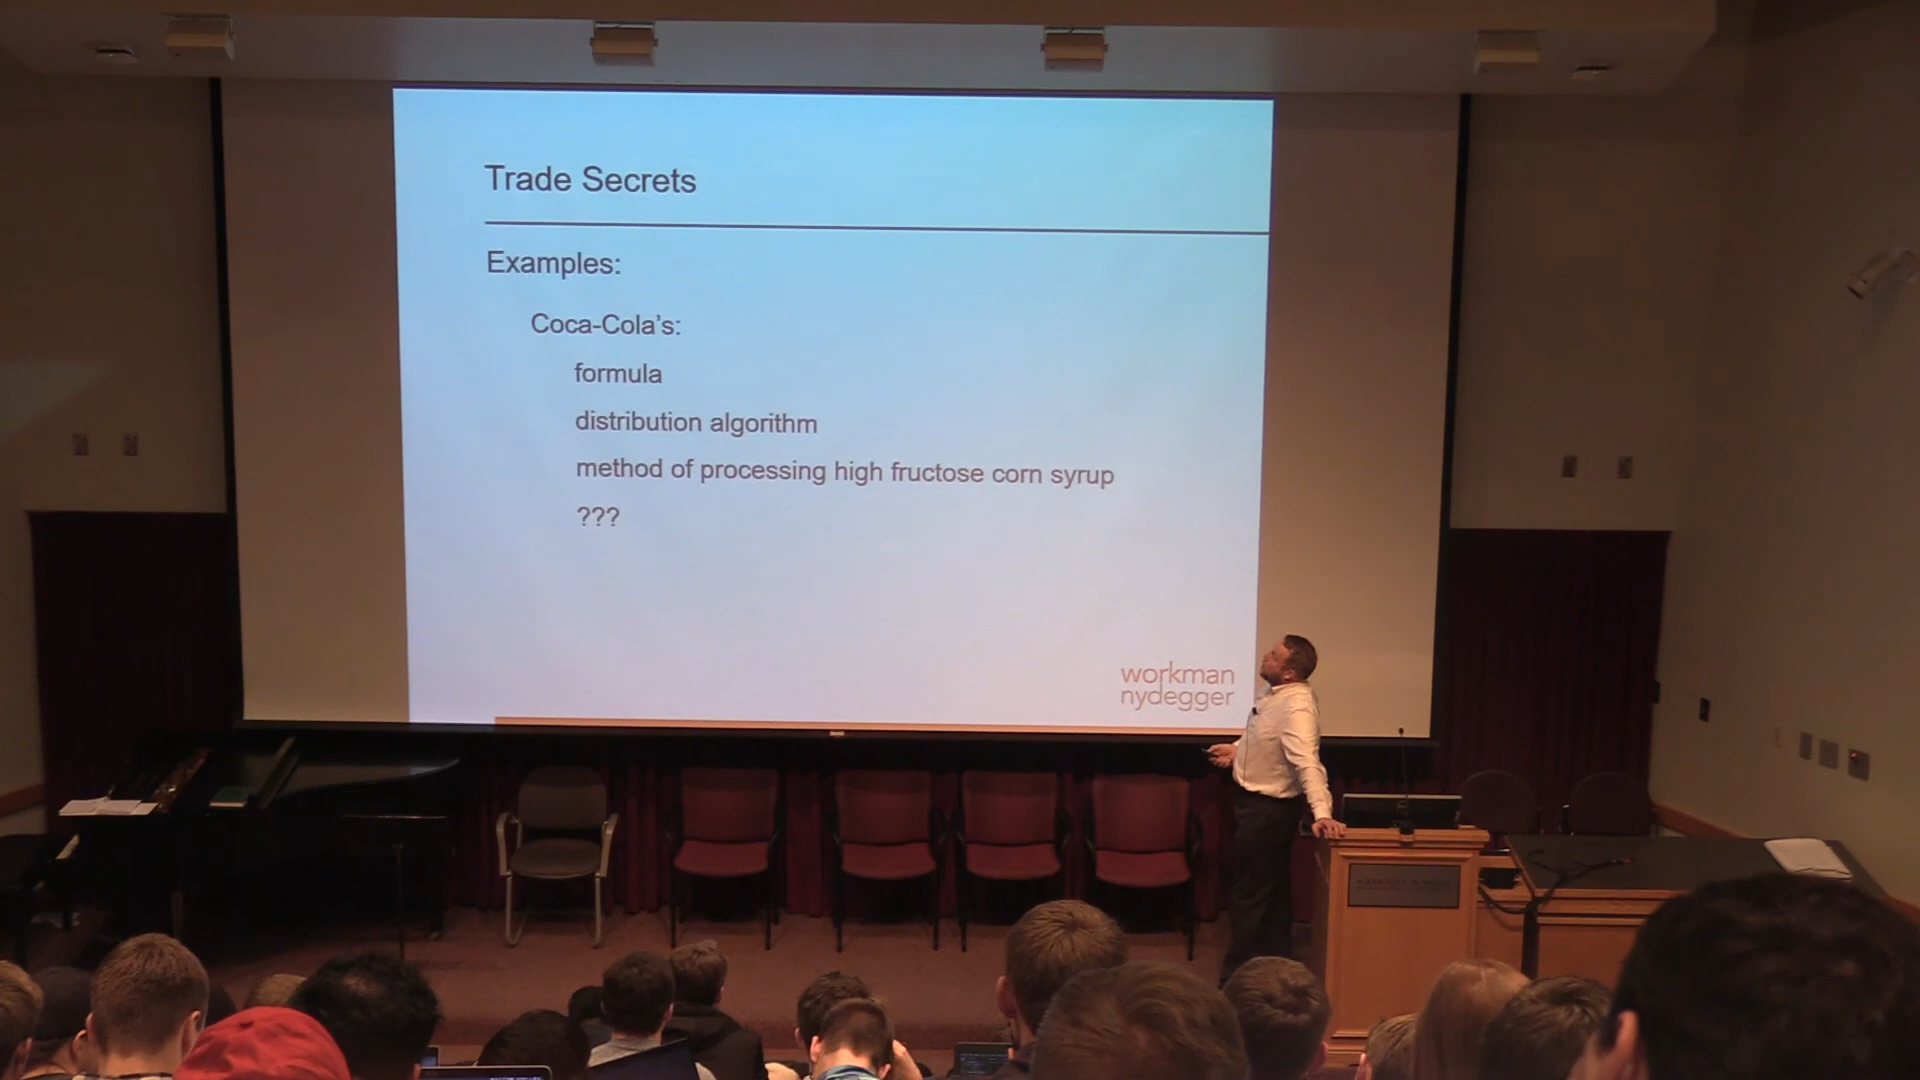 Trade Secrets
Examples:
Coca-Cola's:
formula
distribution algorithm
method of processing high fructose corn syrup
???
workman
nydegger